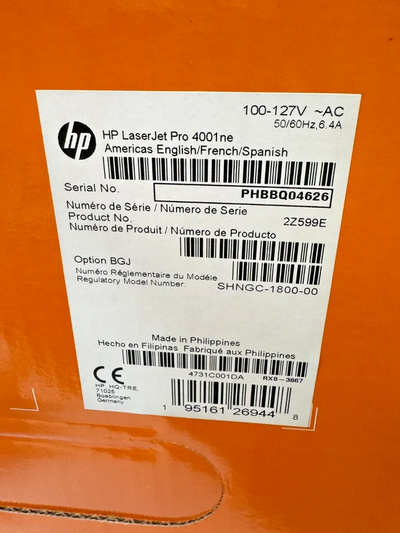 100-127V ~AC
50/60Hz, 6.4A
hp
HP LaserJet Pro 4001ne
Americas English/French/Spanish
Serial No.
PHBBQ04626
Numéro de Série / Número de Serie
Product No.
2Z599E
Numéro de Produit / Número de Producto
Option BGJ
Numéro Réglementaire du Modéle
Regulatory Model Number:
SHNGC-1800-00
Made in Philippines
Hecho en Filipinas Fabriqué aux Philippines
4731C001DA
RX8-3967
CE
HP, HQ-TRE,
71025
Boeblingen
Germany
1 95161 26944 8